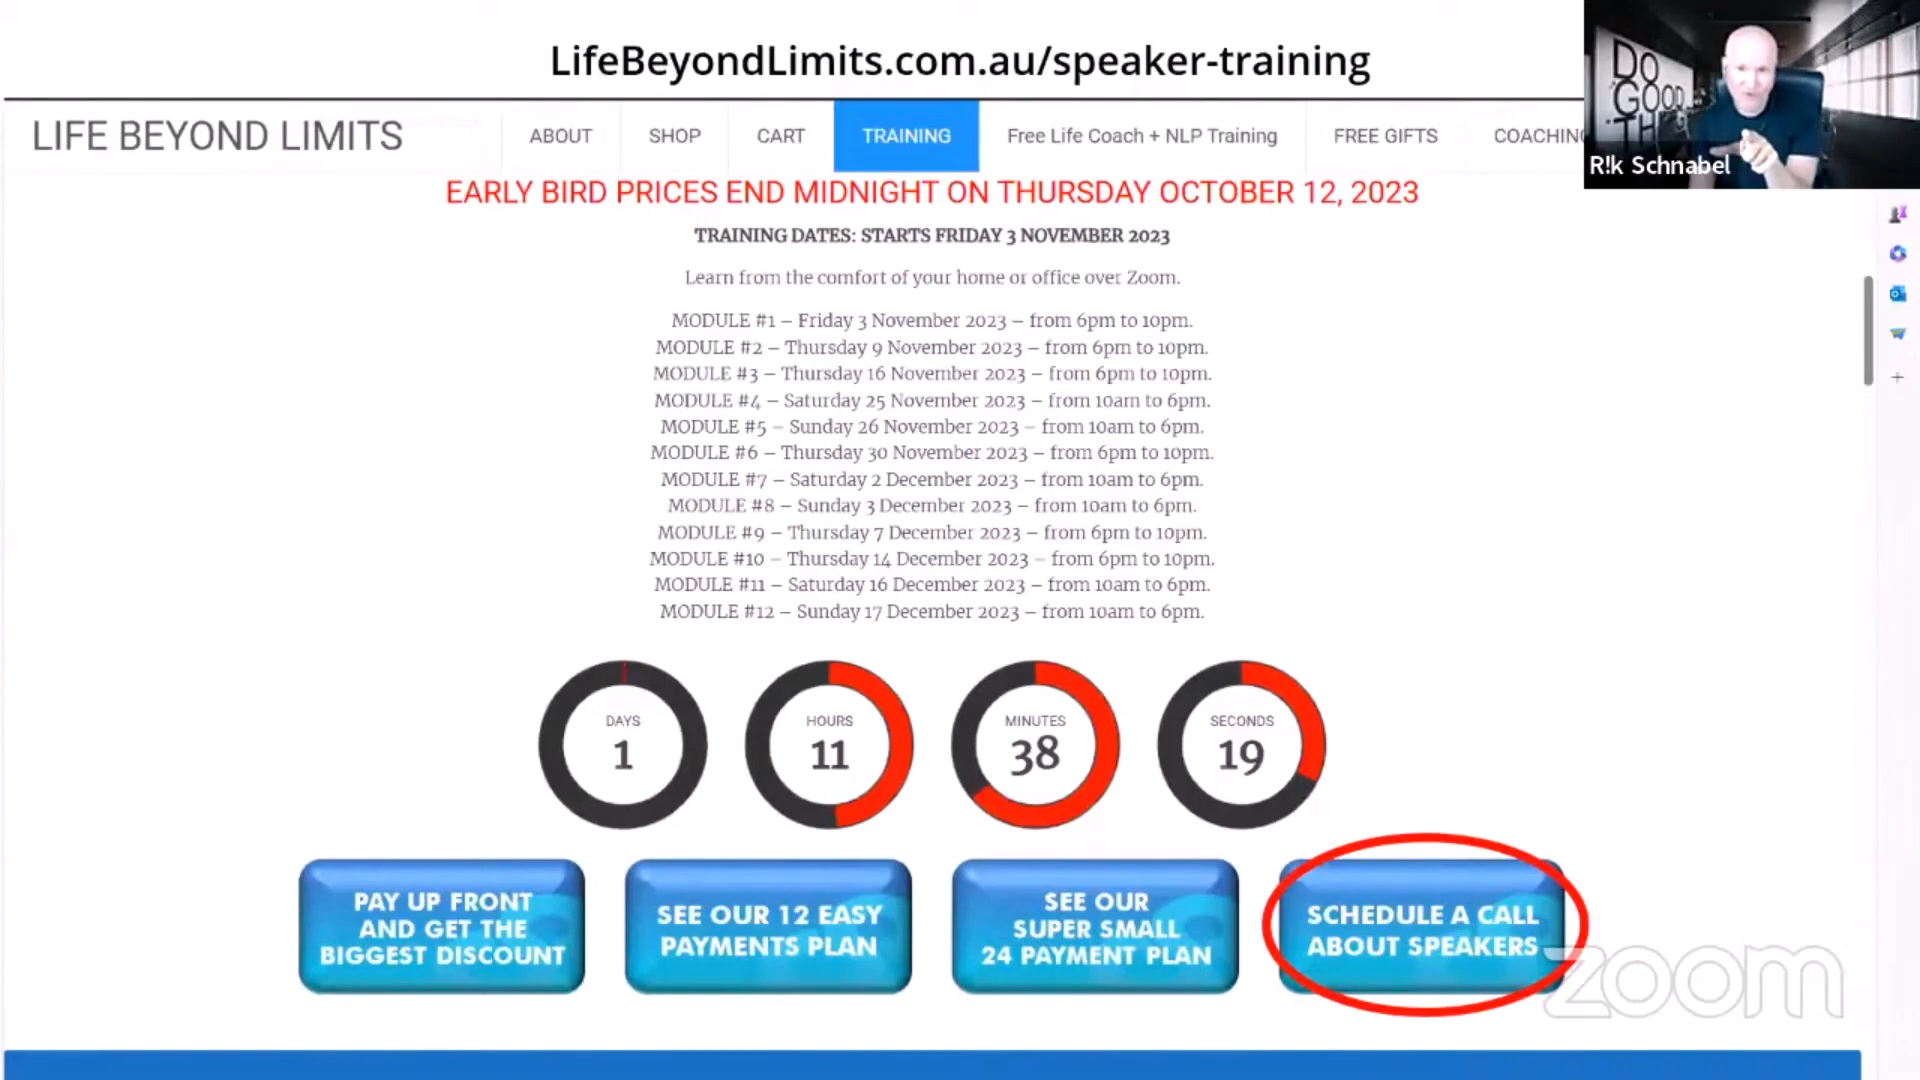 LifeBeyondLimits.com.au/speaker-training
DO
GOOD
R!k Schnabel
LIFE BEYOND LIMITS
ABOUT
SHOP
CART
TRAINING
Free Life Coach + NLP Training
FREE GIFTS
COACHING
EARLY BIRD PRICES END MIDNIGHT ON THURSDAY OCTOBER 12, 2023
TRAINING DATES: STARTS FRIDAY 3 NOVEMBER 2023
Learn from the comfort of your home or office over Zoom.
MODULE #1 – Friday 3 November 2023 – from 6pm to 10pm.
MODULE #2 – Thursday 9 November 2023 – from 6pm to 10pm.
MODULE #3 – Thursday 16 November 2023 – from 6pm to 10pm.
MODULE #4 – Saturday 25 November 2023 – from 10am to 6pm.
MODULE #5 – Sunday 26 November 2023 – from 10am to 6pm.
MODULE #6 – Thursday 30 November 2023 – from 6pm to 10pm.
MODULE #7 – Saturday 2 December 2023 – from 10am to 6pm.
MODULE #8 – Sunday 3 December 2023 – from 10am to 6pm.
MODULE #9 – Thursday 7 December 2023 – from 6pm to 10pm.
MODULE #10 – Thursday 14 December 2023 – from 6pm to 10pm.
MODULE #11 – Saturday 16 December 2023 – from 10am to 6pm.
MODULE #12 – Sunday 17 December 2023 – from 10am to 6pm.
DAYS
1
HOURS
11
MINUTES
38
SECONDS
19
PAY UP FRONT
AND GET THE
BIGGEST DISCOUNT
SEE OUR 12 EASY
PAYMENTS PLAN
SEE OUR
SUPER SMALL
24 PAYMENT PLAN
SCHEDULE A CALL
ABOUT SPEAKERS
zoom